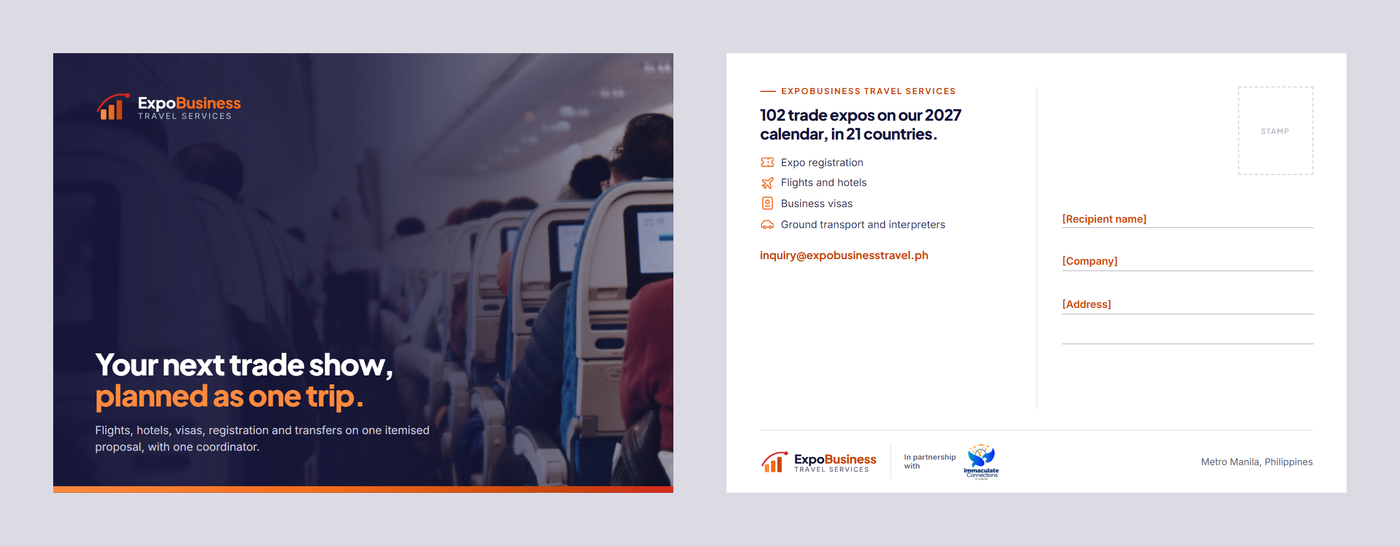 ExpoBusiness
TRAVEL SERVICES
Your next trade show,
planned as one trip.
Flights, hotels, visas, registration and transfers on one itemised
proposal, with one coordinator.
EXPOBUSINESS TRAVEL SERVICES
102 trade expos on our 2027
calendar, in 21 countries.
Expo registration
Flights and hotels
Business visas
Ground transport and interpreters
inquiry@expobusinesstravel.ph
STAMP
[Recipient name]
[Company]
[Address]
ExpoBusiness
TRAVEL SERVICES
In partnership
with
Immaculate
Connections
Metro Manila, Philippines